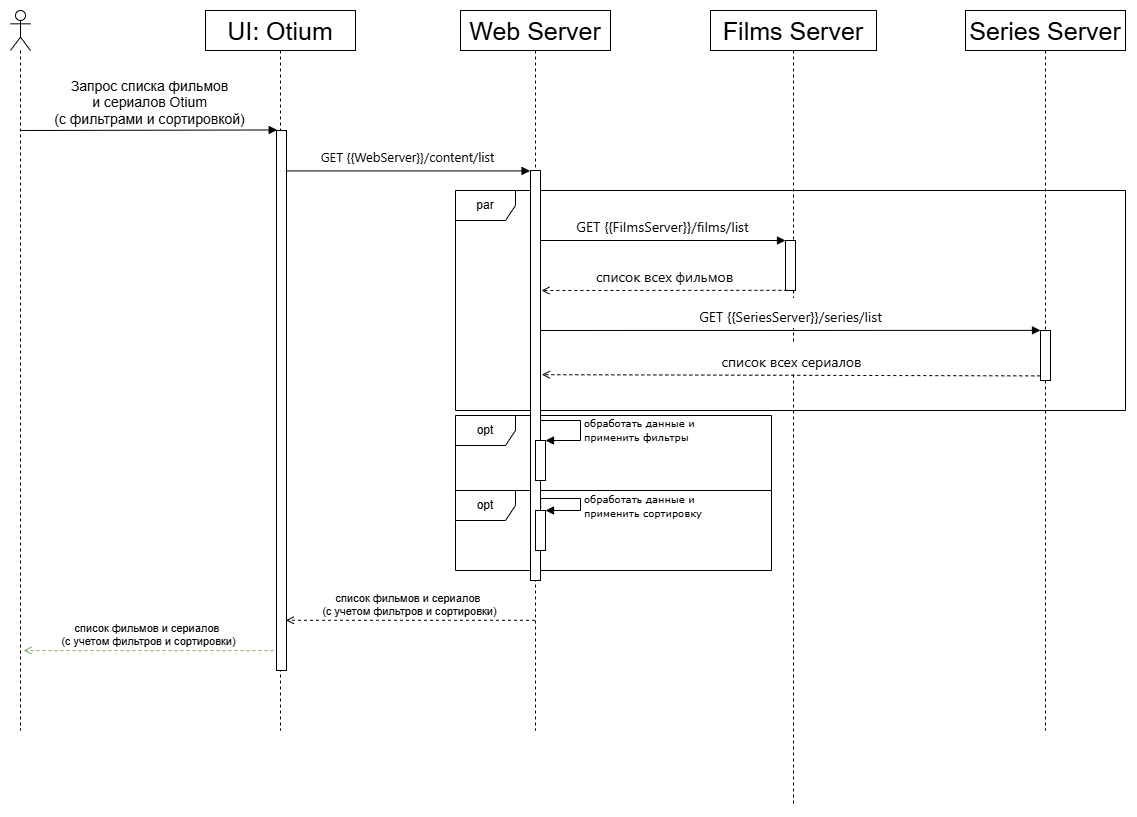 UI: Otium
Web Server
Films Server
Series Server
Запрос списка фильмов
и сериалов Otium
(с фильтрами и сортировкой)
GET {{WebServer}}/content/list
par
GET {{FilmsServer}}/films/list
список всех фильмов
GET {{SeriesServer}}/series/list
список всех сериалов
opt
обработать данные и
применить фильтры
opt
обработать данные и
применить сортировку
список фильмов и сериалов
(с учетом фильтров и сортировки)
список фильмов и сериалов
(с учетом фильтров и сортировки)